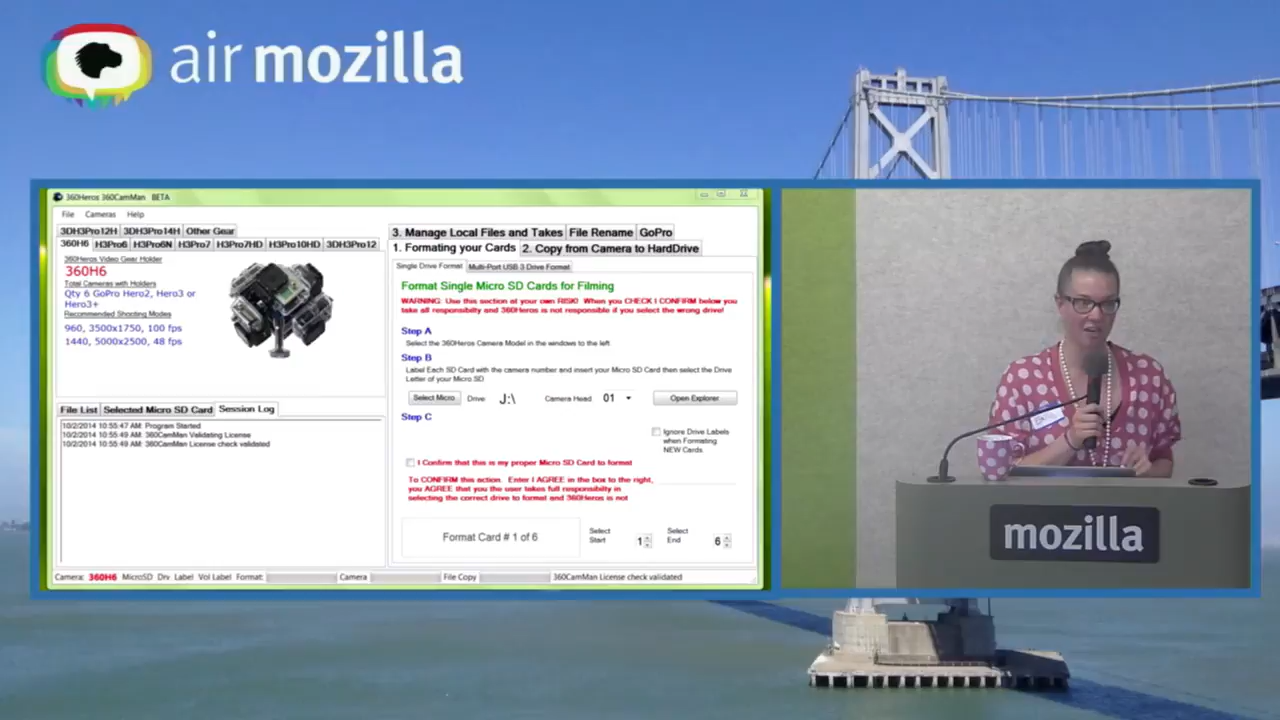 air mozilla
360Heros 360CamMan BETA
File Cameras Help
3DH3Pro12H 3DH3Pro14H Other Gear
360H6 H3Pro6 H3Pro6N H3Pro7 H3Pro7HD H3Pro10HD 3DH3Pro12
360Heros Video Gear Holder
360H6
Total Cameras with Holders
Qty 6 GoPro Hero2, Hero3 or
Hero3+
Recommended Shooting Modes
960, 3500x1750, 100 fps
1440, 5000x2500, 48 fps
File List Selected Micro SD Card Session Log
10/2/2014 10:55:47 AM: Program Started
10/2/2014 10:55:49 AM: 360CamMan Validating License
10/2/2014 10:55:49 AM: 360CamMan License check validated
3. Manage Local Files and Takes File Rename GoPro
1. Formating your Cards 2. Copy from Camera to HardDrive
Single Drive Format Multi-Port USB 3 Drive Format
Format Single Micro SD Cards for Filming
WARNING: Use this section at your own RISK! When you CHECK I CONFIRM below you
take all responsibilty and 360Heros is not responsible if you select the wrong drive!
Step A
Select the 360Heros Camera Model in the windows to the left
Step B
Label Each SD Card with the camera number and insert your Micro SD Card then select the Drive
Letter of your Micro SD
Select Micro Drive J:\ Camera Head 01 Open Explorer
Step C
Ignore Drive Labels
when Formating
NEW Cards
I Confirm that this is my proper Micro SD Card to format
To CONFIRM this action. Enter I AGREE in the box to the right,
you AGREE that you the user takes full responsibilty in
selecting the correct drive to format and 360Heros is not
Format Card # 1 of 6
Select
Start 1
Select
End 6
Camera: 360H6 MicroSD Drv Label Vol Label Format: Camera File Copy 360CamMan License check validated
mozilla